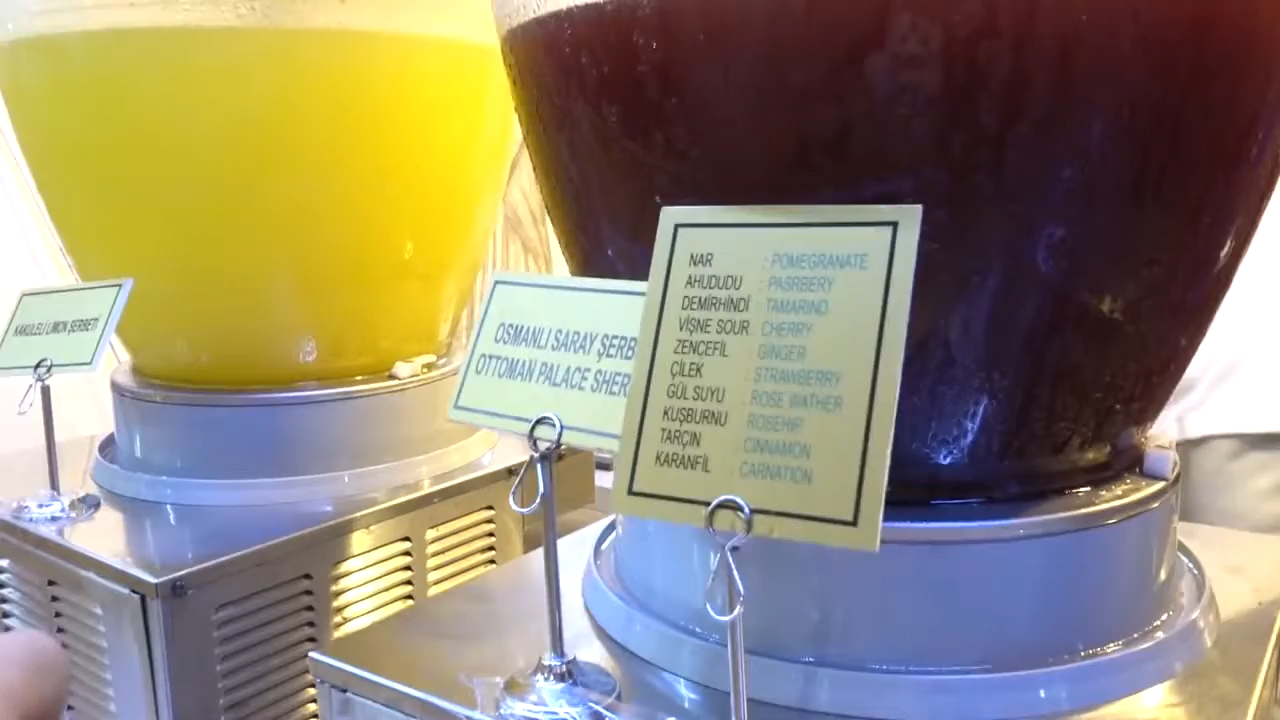 KAKULELİ LİMON ŞERBETİ
OSMANLI SARAY ŞERB
OTTOMAN PALACE SHER
NAR : POMEGRANATE
AHUDUDU : PASRBERY
DEMİRHİNDİ : TAMARIND
VİŞNE SOUR CHERRY
ZENCEFİL : GINGER
ÇİLEK : STRAWBERRY
GÜL SUYU : ROSE WATHER
KUŞBURNU ROSEHIP
TARÇIN CINNAMON
KARANFİL : CARNATION